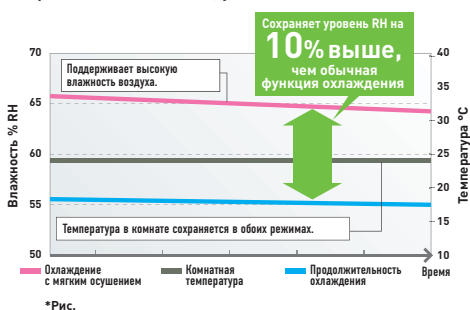 Сохраняет уровень RH на
10% выше,
чем обычная
функция охлаждения
70
65
60
55
50
Влажность % RH
40
35
30
25
20
15
10
Температура °C
Поддерживает высокую
влажность воздуха.
Температура в комнате сохраняется в обоих режимах.
Охлаждение
с мягким осушением
Комнатная
температура
Продолжительность
охлаждения
Время
*Рис.